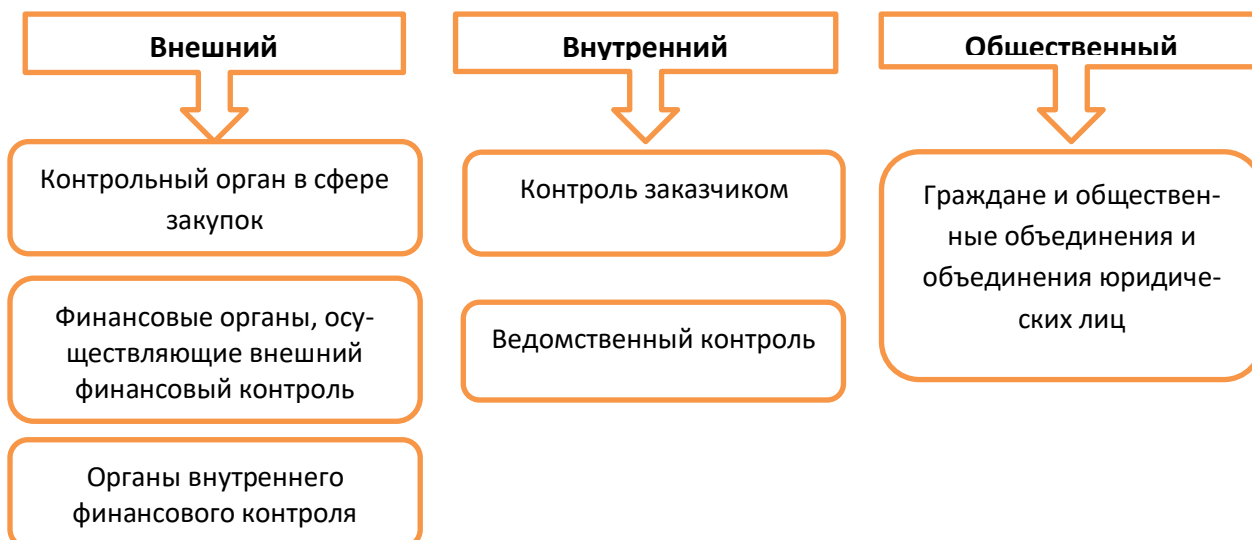 Внешний
Контрольный орган в сфере
закупок
Финансовые органы, осу-
ществляющие внешний
финансовый контроль
Органы внутреннего
финансового контроля
Внутренний
Контроль заказчиком
Ведомственный контроль
Общественный
Граждане и обществен-
ные объединения и
объединения юридиче-
ских лиц